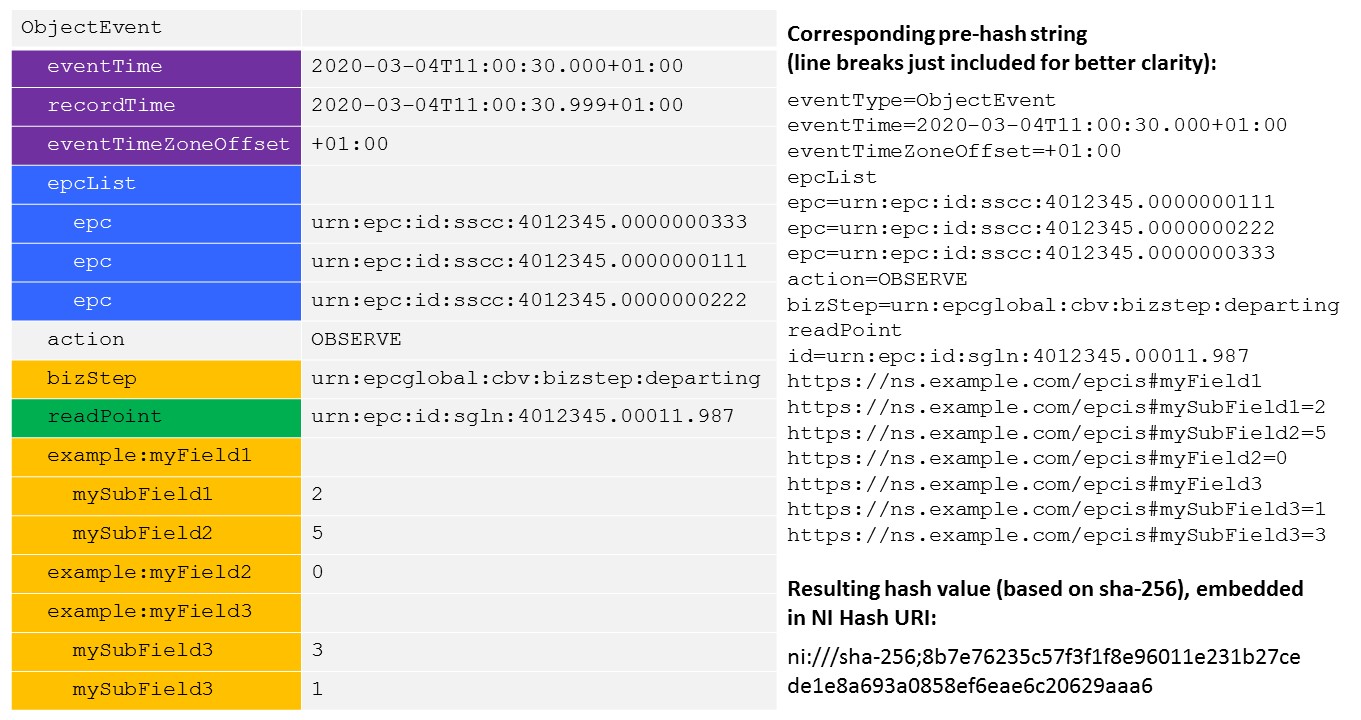 ObjectEvent
eventTime 2020-03-04T11:00:30.000+01:00
recordTime 2020-03-04T11:00:30.999+01:00
eventTimeZoneOffset +01:00
epcList
epc urn:epc:id:sscc:4012345.0000000333
epc urn:epc:id:sscc:4012345.0000000111
epc urn:epc:id:sscc:4012345.0000000222
action OBSERVE
bizStep urn:epcglobal:cbv:bizstep:departing
readPoint urn:epc:id:sgln:4012345.00011.987
example:myField1
mySubField1 2
mySubField2 5
example:myField2 0
example:myField3
mySubField3 3
mySubField3 1
Corresponding pre-hash string
(line breaks just included for better clarity):
eventType=ObjectEvent
eventTime=2020-03-04T11:00:30.000+01:00
eventTimeZoneOffset=+01:00
epcList
epc=urn:epc:id:sscc:4012345.0000000111
epc=urn:epc:id:sscc:4012345.0000000222
epc=urn:epc:id:sscc:4012345.0000000333
action=OBSERVE
bizStep=urn:epcglobal:cbv:bizstep:departing
readPoint
id=urn:epc:id:sgln:4012345.00011.987
https://ns.example.com/epcis#myField1
https://ns.example.com/epcis#mySubField1=2
https://ns.example.com/epcis#mySubField2=5
https://ns.example.com/epcis#myField2=0
https://ns.example.com/epcis#myField3
https://ns.example.com/epcis#mySubField3=1
https://ns.example.com/epcis#mySubField3=3
Resulting hash value (based on sha-256), embedded
in NI Hash URI:
ni:///sha-256;8b7e76235c57f3f1f8e96011e231b27ce
de1e8a693a0858ef6eae6c20629aaa6